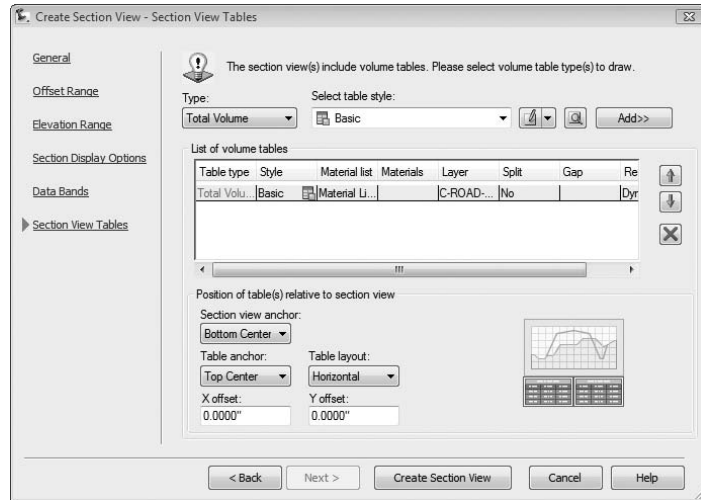 Create Section View - Section View Tables
General
Offset Range
Elevation Range
Section Display Options
Data Bands
Section View Tables
The section view(s) include volume tables. Please select volume table type(s) to draw.
Type: Select table style:
Total Volume Basic Add>>
List of volume tables
Table type Style Material list Materials Layer Split Gap Re
Total Volu... Basic Material Li... C-ROAD-... No Dyr
Position of table(s) relative to section view
Section view anchor:
Bottom Center
Table anchor: Table layout:
Top Center Horizontal
X offset: Y offset:
0.0000" 0.0000"
< Back Next > Create Section View Cancel Help